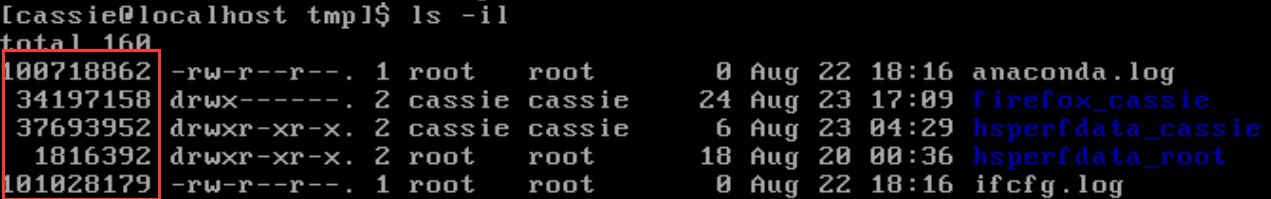 [cassie@localhost tmp]$ ls -il
total 160
100718862 -rw-r--r--. 1 root   root    0 Aug 22 18:16 anaconda.log
34197158 drwx------. 2 cassie cassie 24 Aug 23 17:09 firefox_cassie
37693952 drwxr-xr-x. 2 cassie cassie  6 Aug 23 04:29 hsperfdata_cassie
1816392 drwxr-xr-x. 2 root   root   18 Aug 20 00:36 hsperfdata_root
101028179 -rw-r--r--. 1 root   root    0 Aug 22 18:16 ifcfg.log